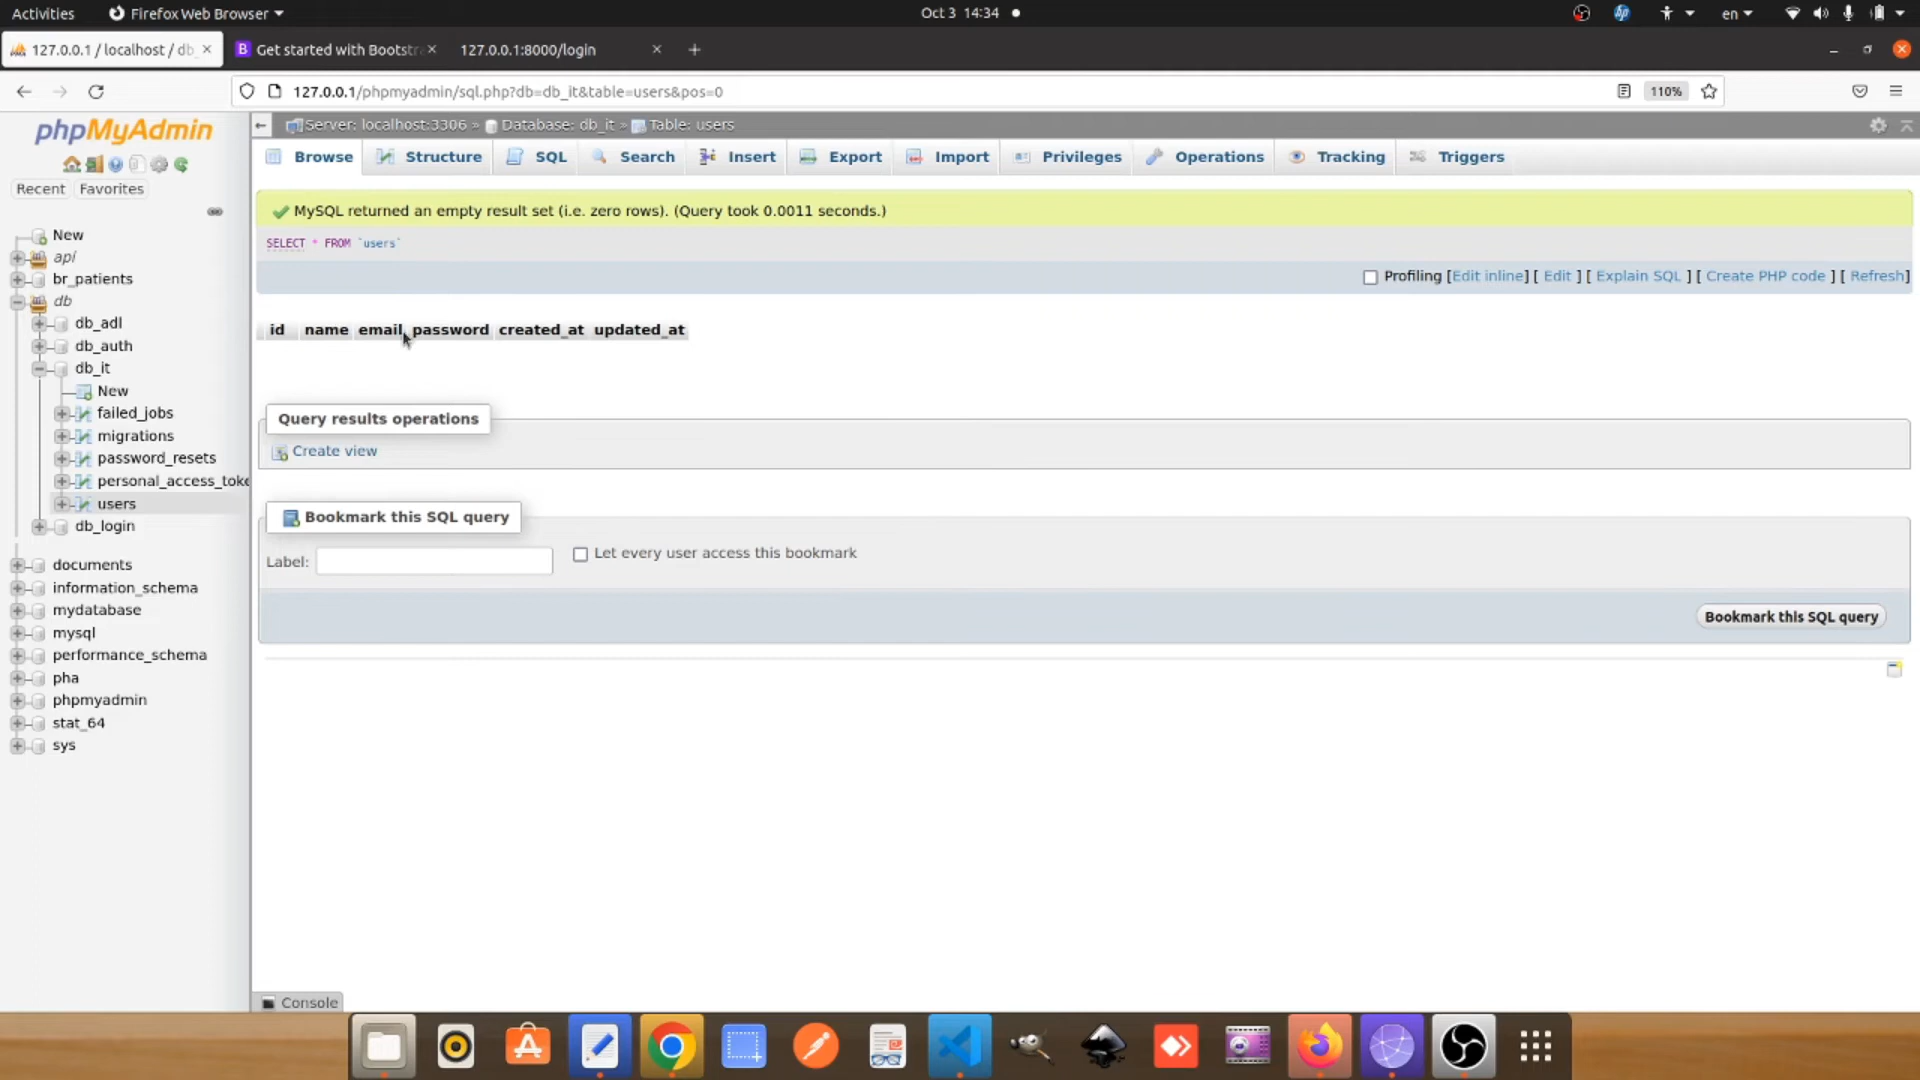 Activities Firefox Web Browser Oct 3 14:34 en
127.0.0.1 / localhost / db_ Get started with Bootstr 127.0.0.1:8000/login
127.0.0.1/phpmyadmin/sql.php?db=db_it&table=users&pos=0 110%
phpMyAdmin
Recent Favorites
New
api
br_patients
db
db_adl
db_auth
db_it
New
failed_jobs
migrations
password_resets
personal_access_toke
users
db_login
documents
information_schema
mydatabase
mysql
performance_schema
pha
phpmyadmin
stat_64
sys
Server: localhost:3306 » Database: db_it » Table: users
Browse Structure SQL Search Insert Export Import Privileges Operations Tracking Triggers
MySQL returned an empty result set (i.e. zero rows). (Query took 0.0011 seconds.)
SELECT * FROM `users`
Profiling [Edit inline] [ Edit ] [ Explain SQL ] [ Create PHP code ] [ Refresh]
id name email password created_at updated_at
Query results operations
Create view
Bookmark this SQL query
Label: Let every user access this bookmark
Bookmark this SQL query
Console